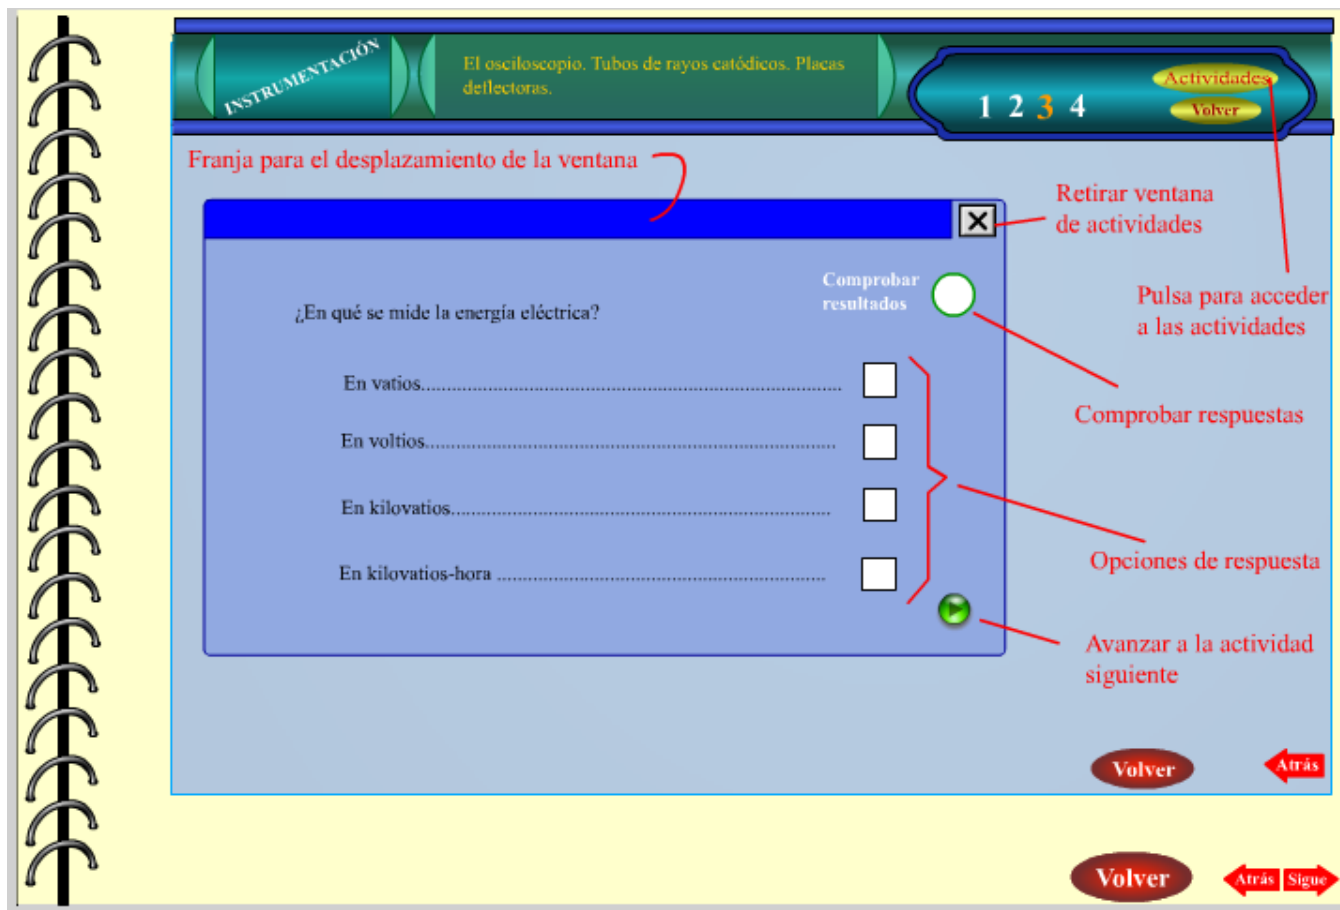 INSTRUMENTACIÓN
El osciloscopio. Tubos de rayos catódicos. Placas
deflectoras.
1 2 3 4
Actividades
Volver
Franja para el desplazamiento de la ventana
Retirar ventana
de actividades
Comprobar
resultados
¿En qué se mide la energía eléctrica?
Pulsa para acceder
a las actividades
En vatios................................................................................
En voltios..............................................................................
Comprobar respuestas
En kilovatios........................................................................
En kilovatios-hora ..............................................................
Opciones de respuesta
Avanzar a la actividad
siguiente
Volver
Atrás
Volver
Atrás
Sigue